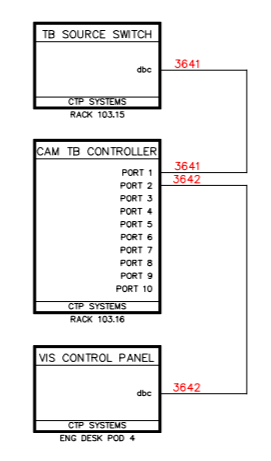 TB SOURCE SWITCH
dbc 3641
CTP SYSTEMS
RACK 103.15
CAM TB CONTROLLER
PORT 1 3641
PORT 2 3642
PORT 3
PORT 4
PORT 5
PORT 6
PORT 7
PORT 8
PORT 9
PORT 10
CTP SYSTEMS
RACK 103.16
VIS CONTROL PANEL
dbc 3642
CTP SYSTEMS
ENG DESK POD 4